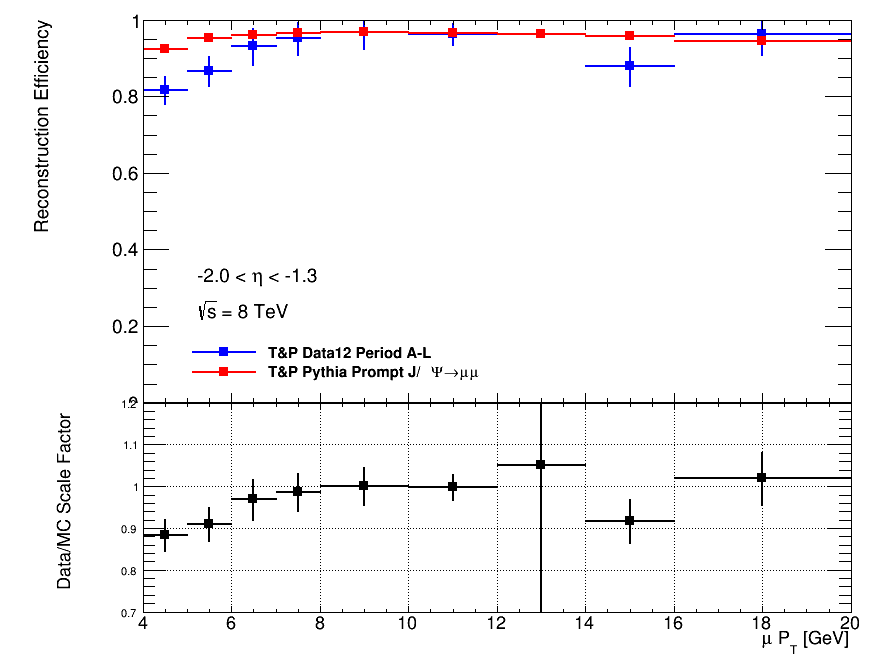 Reconstruction Efficiency
1
0.8
0.6
0.4
0.2
-2.0 < η < -1.3
√s = 8 TeV
T&P Data12 Period A-L
T&P Pythia Prompt J/ Ψ→μμ
Data/MC Scale Factor
1.2
1.1
1
0.9
0.8
0.7
4 6 8 10 12 14 16 18 20
μ P_T [GeV]